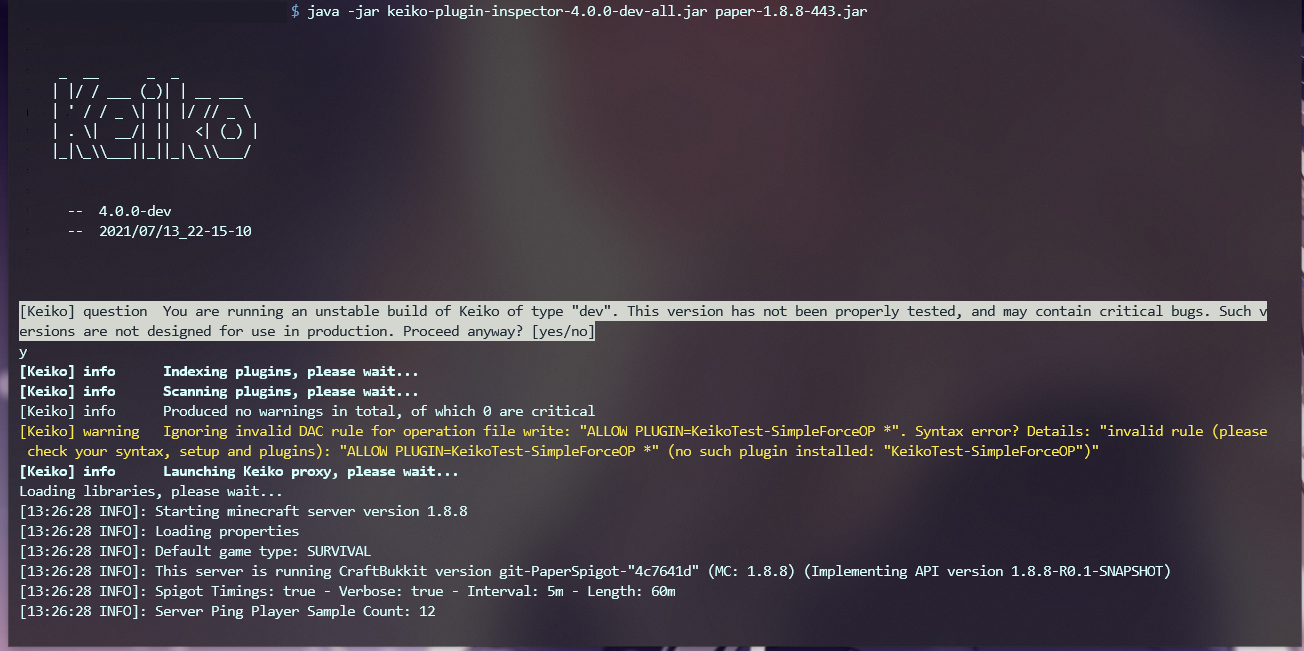 $ java -jar keiko-plugin-inspector-4.0.0-dev-all.jar paper-1.8.8-443.jar
Keiko
-- 4.0.0-dev
-- 2021/07/13_22-15-10
[Keiko] question  You are running an unstable build of Keiko of type "dev". This version has not been properly tested, and may contain critical bugs. Such v
ersions are not designed for use in production. Proceed anyway? [yes/no]
y
[Keiko] info      Indexing plugins, please wait...
[Keiko] info      Scanning plugins, please wait...
[Keiko] info      Produced no warnings in total, of which 0 are critical
[Keiko] warning   Ignoring invalid DAC rule for operation file write: "ALLOW PLUGIN=KeikoTest-SimpleForceOP *". Syntax error? Details: "invalid rule (please
check your syntax, setup and plugins): "ALLOW PLUGIN=KeikoTest-SimpleForceOP *" (no such plugin installed: "KeikoTest-SimpleForceOP")"
[Keiko] info      Launching Keiko proxy, please wait...
Loading libraries, please wait...
[13:26:28 INFO]: Starting minecraft server version 1.8.8
[13:26:28 INFO]: Loading properties
[13:26:28 INFO]: Default game type: SURVIVAL
[13:26:28 INFO]: This server is running CraftBukkit version git-PaperSpigot-"4c7641d" (MC: 1.8.8) (Implementing API version 1.8.8-R0.1-SNAPSHOT)
[13:26:28 INFO]: Spigot Timings: true - Verbose: true - Interval: 5m - Length: 60m
[13:26:28 INFO]: Server Ping Player Sample Count: 12